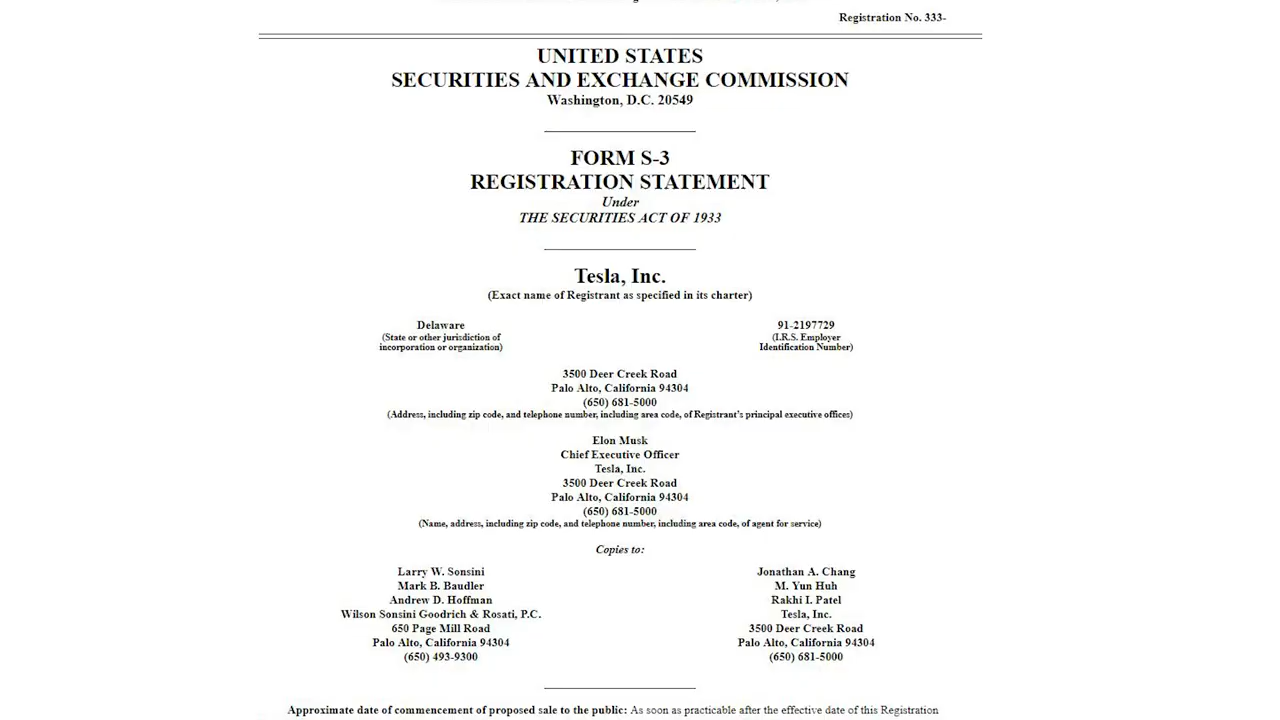 Registration No. 333-
UNITED STATES
SECURITIES AND EXCHANGE COMMISSION
Washington, D.C. 20549
FORM S-3
REGISTRATION STATEMENT
Under
THE SECURITIES ACT OF 1933
Tesla, Inc.
(Exact name of Registrant as specified in its charter)
Delaware
(State or other jurisdiction of
incorporation or organization)
91-2197729
(I.R.S. Employer
Identification Number)
3500 Deer Creek Road
Palo Alto, California 94304
(650) 681-5000
(Address, including zip code, and telephone number, including area code, of Registrant's principal executive offices)
Elon Musk
Chief Executive Officer
Tesla, Inc.
3500 Deer Creek Road
Palo Alto, California 94304
(650) 681-5000
(Name, address, including zip code, and telephone number, including area code, of agent for service)
Copies to:
Larry W. Sonsini
Mark B. Baudler
Andrew D. Hoffman
Wilson Sonsini Goodrich & Rosati, P.C.
650 Page Mill Road
Palo Alto, California 94304
(650) 493-9300
Jonathan A. Chang
M. Yun Huh
Rakhi I. Patel
Tesla, Inc.
3500 Deer Creek Road
Palo Alto, California 94304
(650) 681-5000
Approximate date of commencement of proposed sale to the public: As soon as practicable after the effective date of this Registration